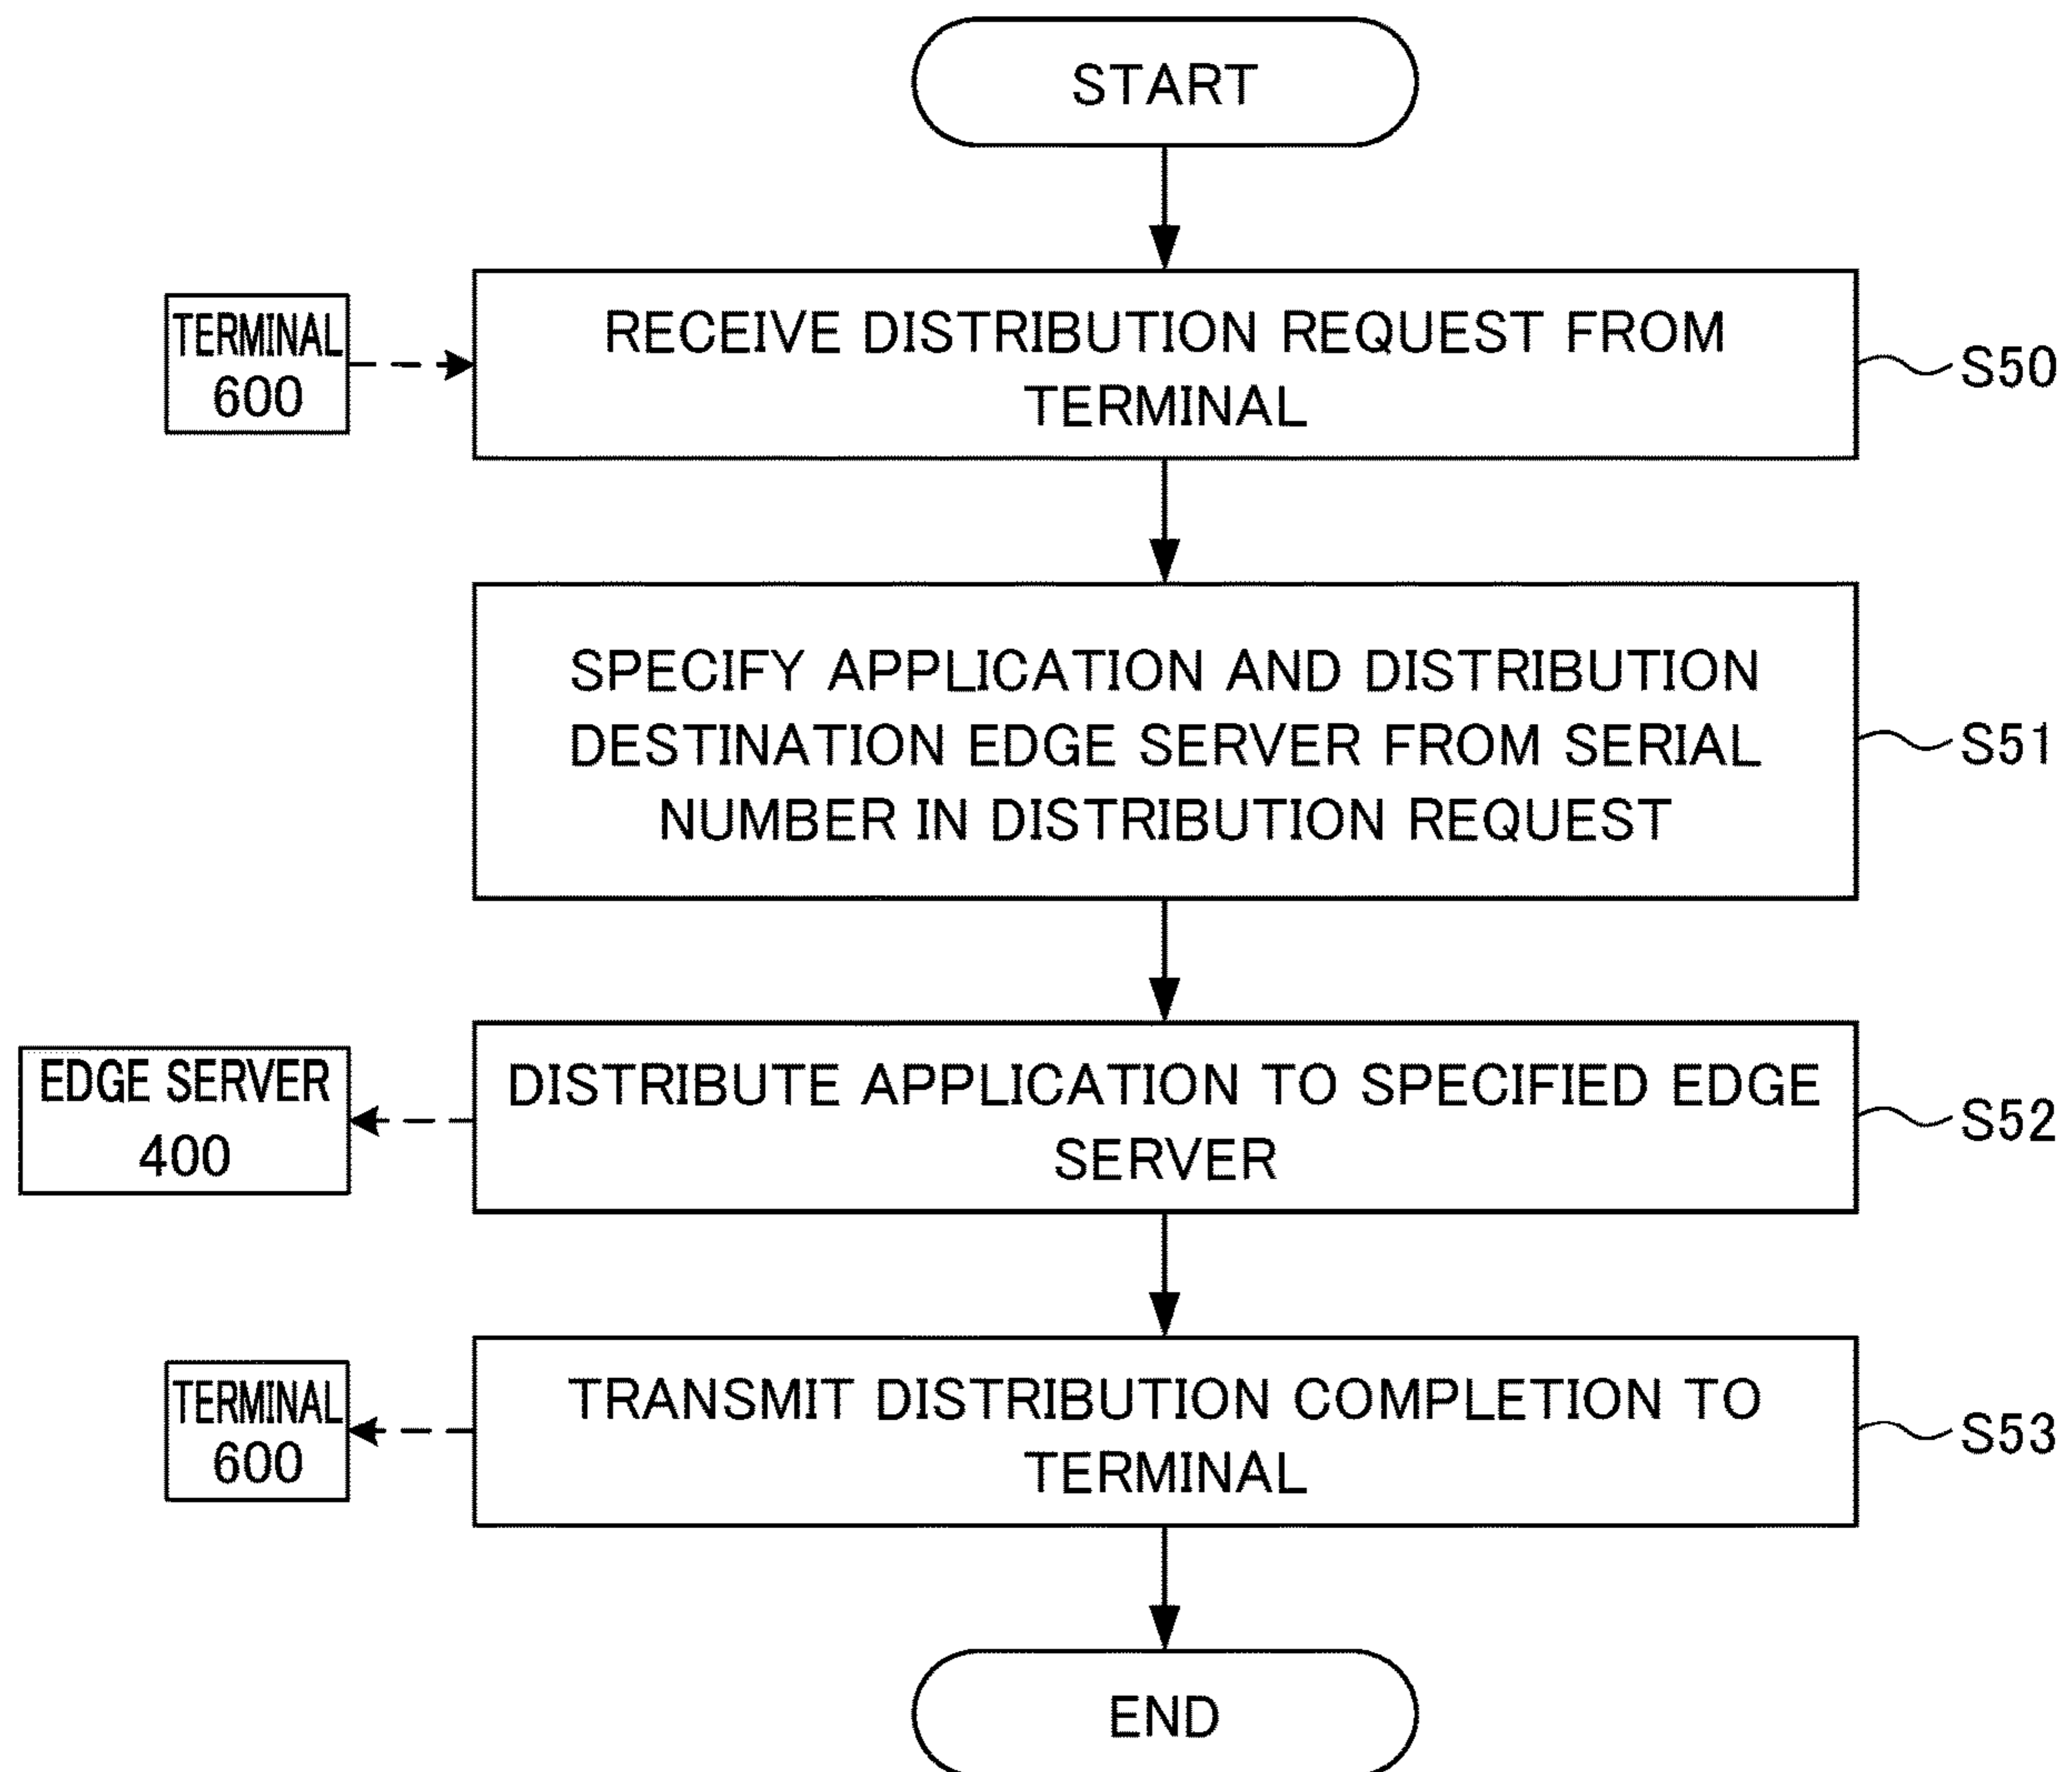 START
TERMINAL
600
RECEIVE DISTRIBUTION REQUEST FROM
TERMINAL
S50
SPECIFY APPLICATION AND DISTRIBUTION
DESTINATION EDGE SERVER FROM SERIAL
NUMBER IN DISTRIBUTION REQUEST
S51
EDGE SERVER
400
DISTRIBUTE APPLICATION TO SPECIFIED EDGE
SERVER
S52
TERMINAL
600
TRANSMIT DISTRIBUTION COMPLETION TO
TERMINAL
S53
END